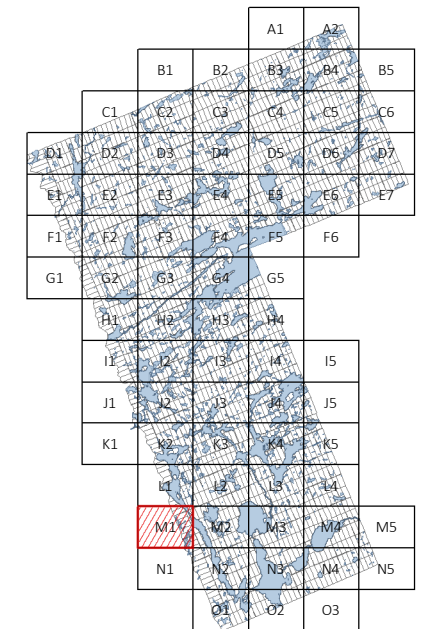 A1 A2
B1 B2 B3 B4 B5
C1 C2 C3 C4 C5 C6
D1 D2 D3 D4 D5 D6 D7
E1 E2 E3 E4 E5 E6 E7
F1 F2 F3 F4 F5 F6
G1 G2 G3 G4 G5
H1 H2 H3 H4
I1 I2 I3 I4 I5
J1 J2 J3 J4 J5
K1 K2 K3 K4 K5
L1 L2 L3 L4
M1 M2 M3 M4 M5
N1 N2 N3 N4 N5
O1 O2 O3